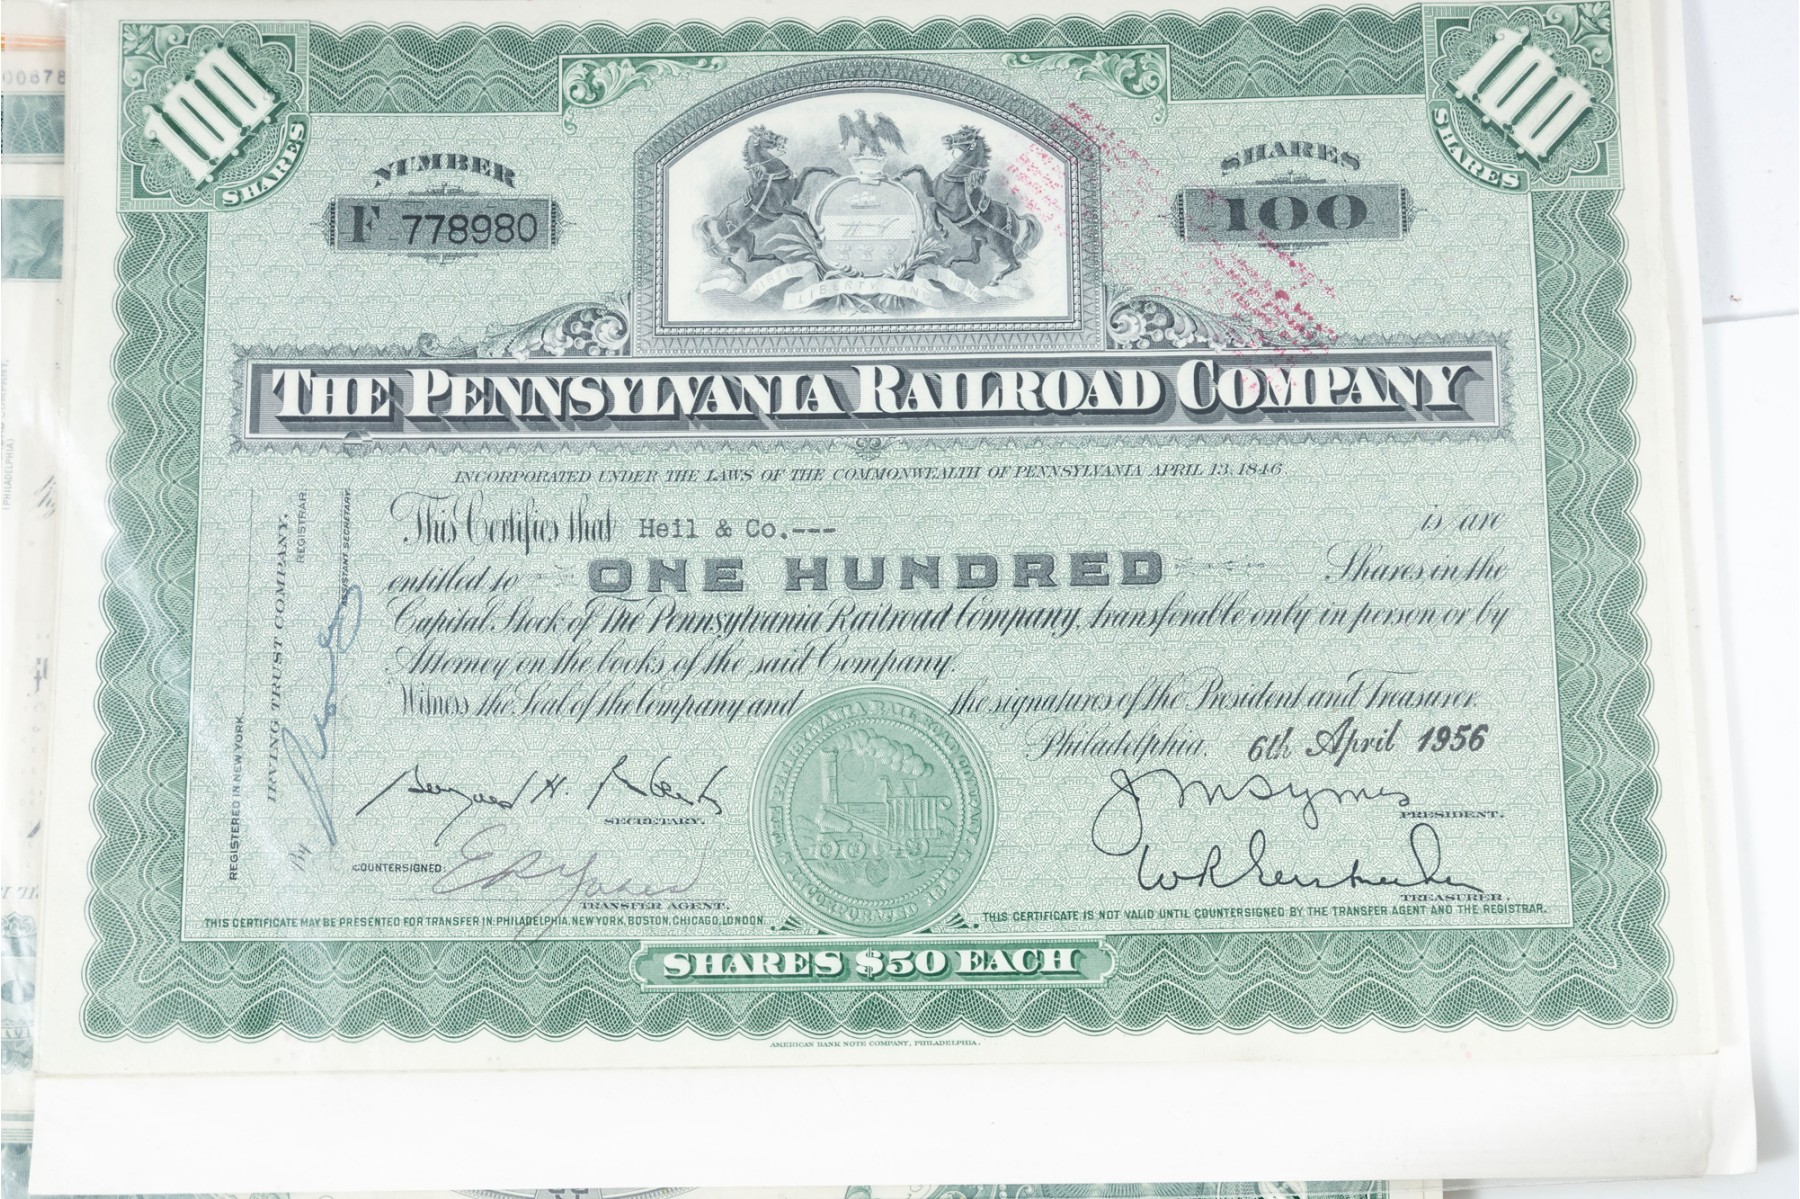 100 SHARES
100 SHARES
NUMBER
F 778980
SHARES
100
LIBERTY
THE PENNSYLVANIA RAILROAD COMPANY
INCORPORATED UNDER THE LAWS OF THE COMMONWEALTH OF PENNSYLVANIA APRIL 13, 1846
This Certifies that Heil & Co.--- is/are
entitled to ONE HUNDRED Shares in the
Capital Stock of The Pennsylvania Railroad Company, transferable only in person or by
Attorney on the books of the said Company.
Witness the Seal of the Company and the signatures of the President and Treasurer.
Philadelphia, 6th April 1956
SECRETARY.
J M Symes
PRESIDENT.
COUNTERSIGNED:
TRANSFER AGENT.
TREASURER.
REGISTERED IN NEW YORK
IRVING TRUST COMPANY,
REGISTRAR
By
ASSISTANT SECRETARY
THIS CERTIFICATE MAY BE PRESENTED FOR TRANSFER IN PHILADELPHIA, NEW YORK, BOSTON, CHICAGO, LONDON.
THIS CERTIFICATE IS NOT VALID UNTIL COUNTERSIGNED BY THE TRANSFER AGENT AND THE REGISTRAR.
SHARES $50 EACH
AMERICAN BANK NOTE COMPANY, PHILADELPHIA.